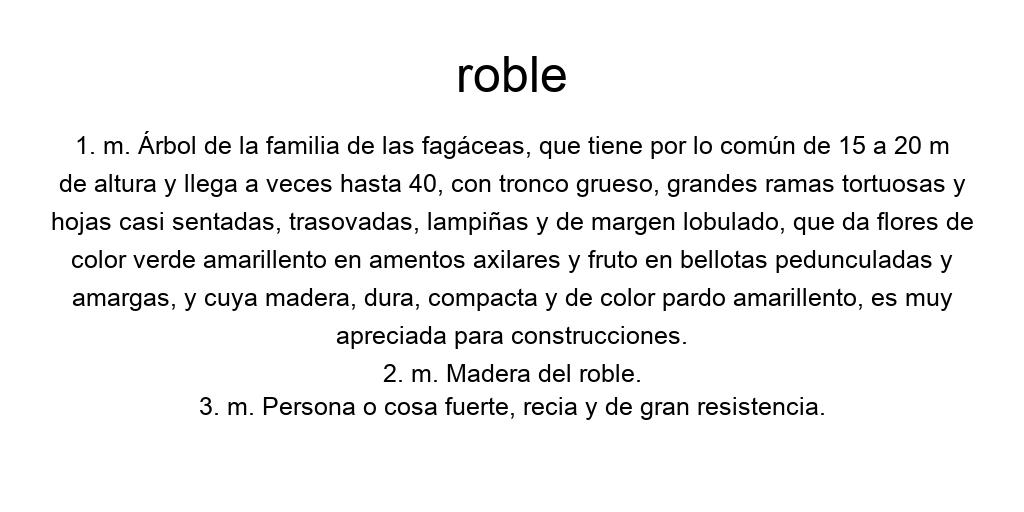 roble
1. m. Árbol de la familia de las fagáceas, que tiene por lo común de 15 a 20 m
de altura y llega a veces hasta 40, con tronco grueso, grandes ramas tortuosas y
hojas casi sentadas, trasovadas, lampiñas y de margen lobulado, que da flores de
color verde amarillento en amentos axilares y fruto en bellotas pedunculadas y
amargas, y cuya madera, dura, compacta y de color pardo amarillento, es muy
apreciada para construcciones.
2. m. Madera del roble.
3. m. Persona o cosa fuerte, recia y de gran resistencia.